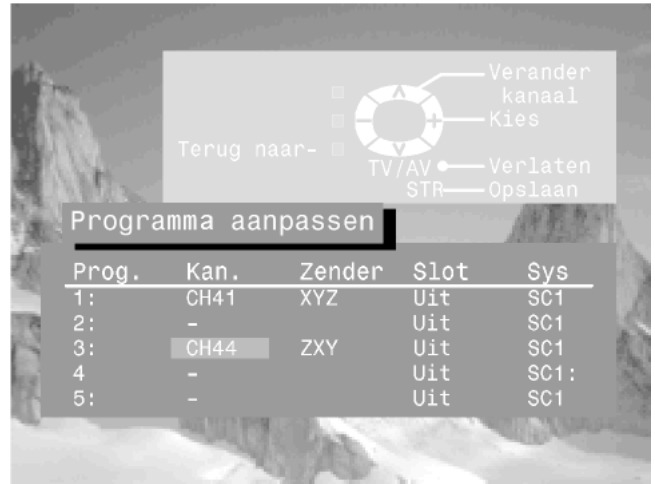 Verander
kanaal
Kies
Terug naar-
TV/AV Verlaten
STR Opslaan
Programma aanpassen
Prog. Kan. Zender Slot Sys
1: CH41 XYZ Uit SC1
2: - Uit SC1
3: CH44 ZXY Uit SC1
4 - Uit SC1:
5: - Uit SC1